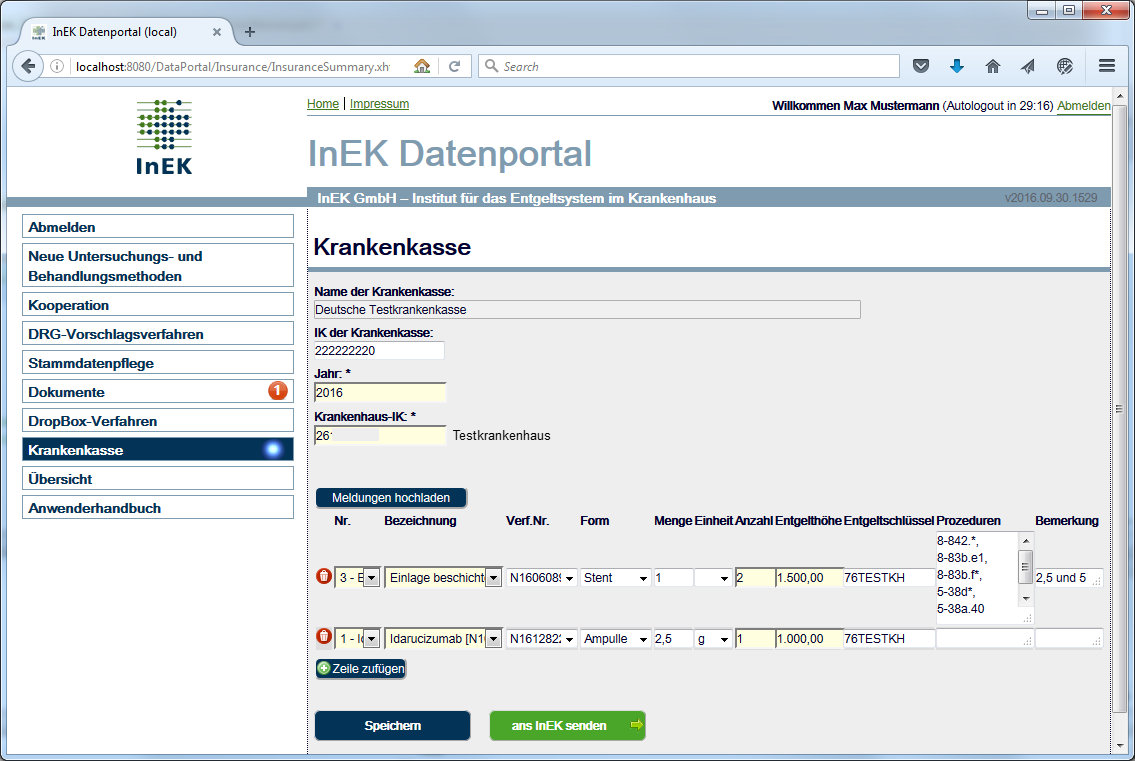 InEK Datenportal (local)
localhost:8080/DataPortal/Insurance/InsuranceSummary.xh
Search
InEK
Home | Impressum
Willkommen Max Mustermann (Autologout in 29:16) Abmelden
InEK Datenportal
InEK GmbH – Institut für das Entgeltsystem im Krankenhaus
v2016.09.30.1529
Abmelden
Neue Untersuchungs- und
Behandlungsmethoden
Kooperation
DRG-Vorschlagsverfahren
Stammdatenpflege
Dokumente 1
DropBox-Verfahren
Krankenkasse
Übersicht
Anwenderhandbuch
Krankenkasse
Name der Krankenkasse:
Deutsche Testkrankenkasse
IK der Krankenkasse:
222222220
Jahr: *
2016
Krankenhaus-IK: *
26 Testkrankenhaus
Meldungen hochladen
Nr. Bezeichnung Verf.Nr. Form Menge Einheit Anzahl Entgelthöhe Entgeltschlüssel Prozeduren Bemerkung
3 - E Einlage beschicht N160608 Stent 1 2 1.500,00 76TESTKH 2,5 und 5
8-842.*,
8-83b.e1,
8-83b.f*,
5-38d*,
5-38a.40
1 - Idarucizumab [N1 N161282 Ampulle 2,5 g 1 1.000,00 76TESTKH
Zeile zufügen
Speichern
ans InEK senden